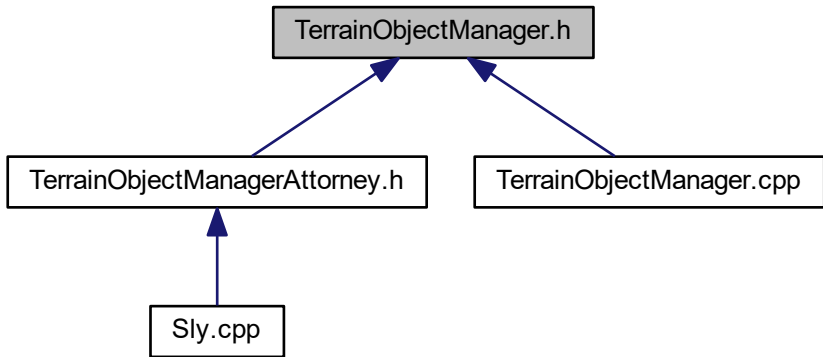 TerrainObjectManager.h
TerrainObjectManagerAttorney.h
TerrainObjectManager.cpp
Sly.cpp